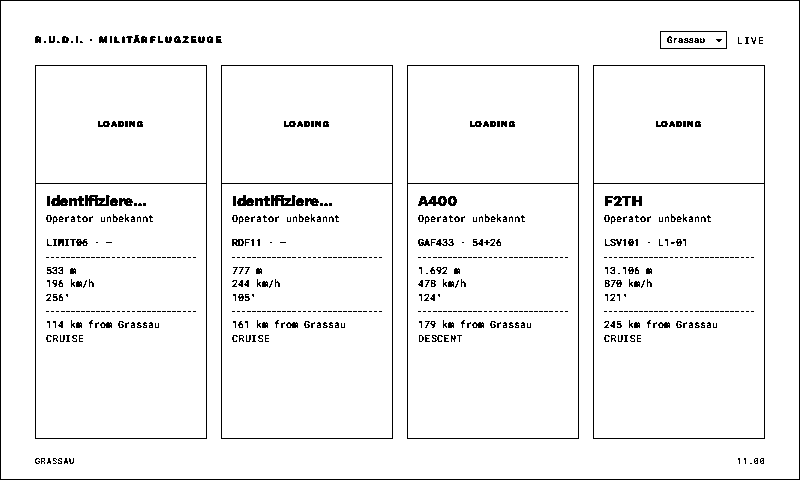 R.U.D.I. · MILITÄRFLUGZEUGE
Grassau
LIVE
LOADING
Identifiziere...
Operator unbekannt
LIMIT06 · —
533 m
196 km/h
256°
114 km from Grassau
CRUISE
LOADING
Identifiziere...
Operator unbekannt
RDF11 · —
777 m
244 km/h
105°
161 km from Grassau
CRUISE
LOADING
A400
Operator unbekannt
GAF433 · 54+26
1.692 m
478 km/h
124°
179 km from Grassau
DESCENT
LOADING
F2TH
Operator unbekannt
LSV101 · L1-01
13.106 m
870 km/h
121°
245 km from Grassau
CRUISE
GRASSAU
11.00